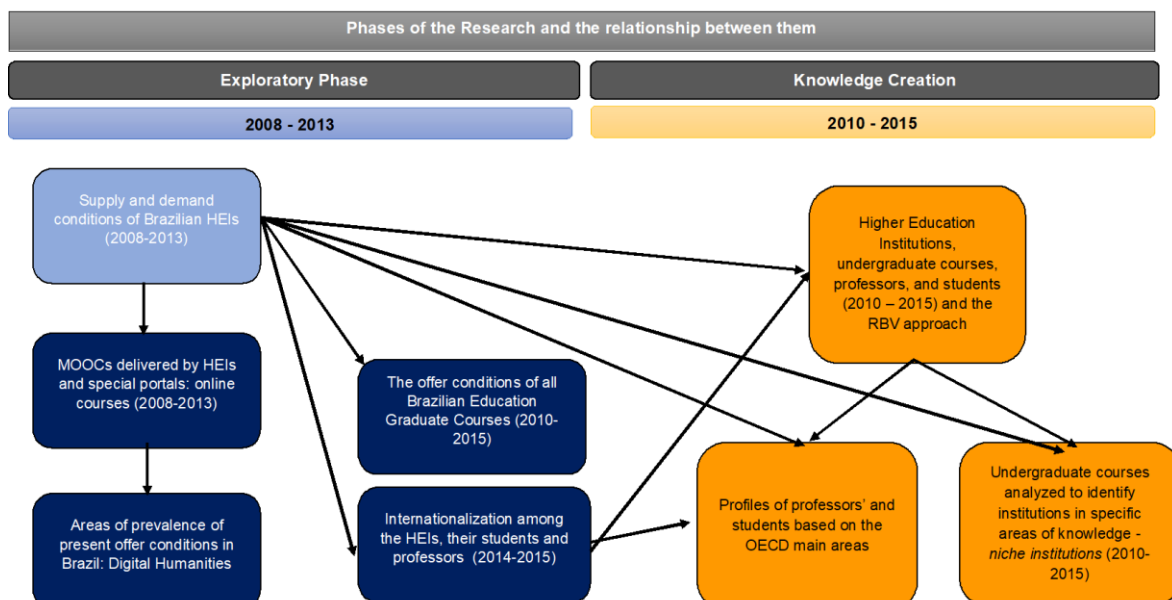 Phases of the Research and the relationship between them
Exploratory Phase
Knowledge Creation
2008 - 2013
2010 - 2015
Supply and demand
conditions of Brazilian HEIs
(2008-2013)
Higher Education
Institutions,
undergraduate courses,
professors, and students
(2010 – 2015) and the
RBV approach
MOOCs delivered by HEIs
and special portals: online
courses (2008-2013)
The offer conditions of all
Brazilian Education
Graduate Courses (2010-
2015)
Areas of prevalence of
present offer conditions in
Brazil: Digital Humanities
Internationalization among
the HEIs, their students and
professors (2014-2015)
Profiles of professors’ and
students based on the
OECD main areas
Undergraduate courses
analyzed to identify
institutions in specific
areas of knowledge -
niche institutions (2010-
2015)